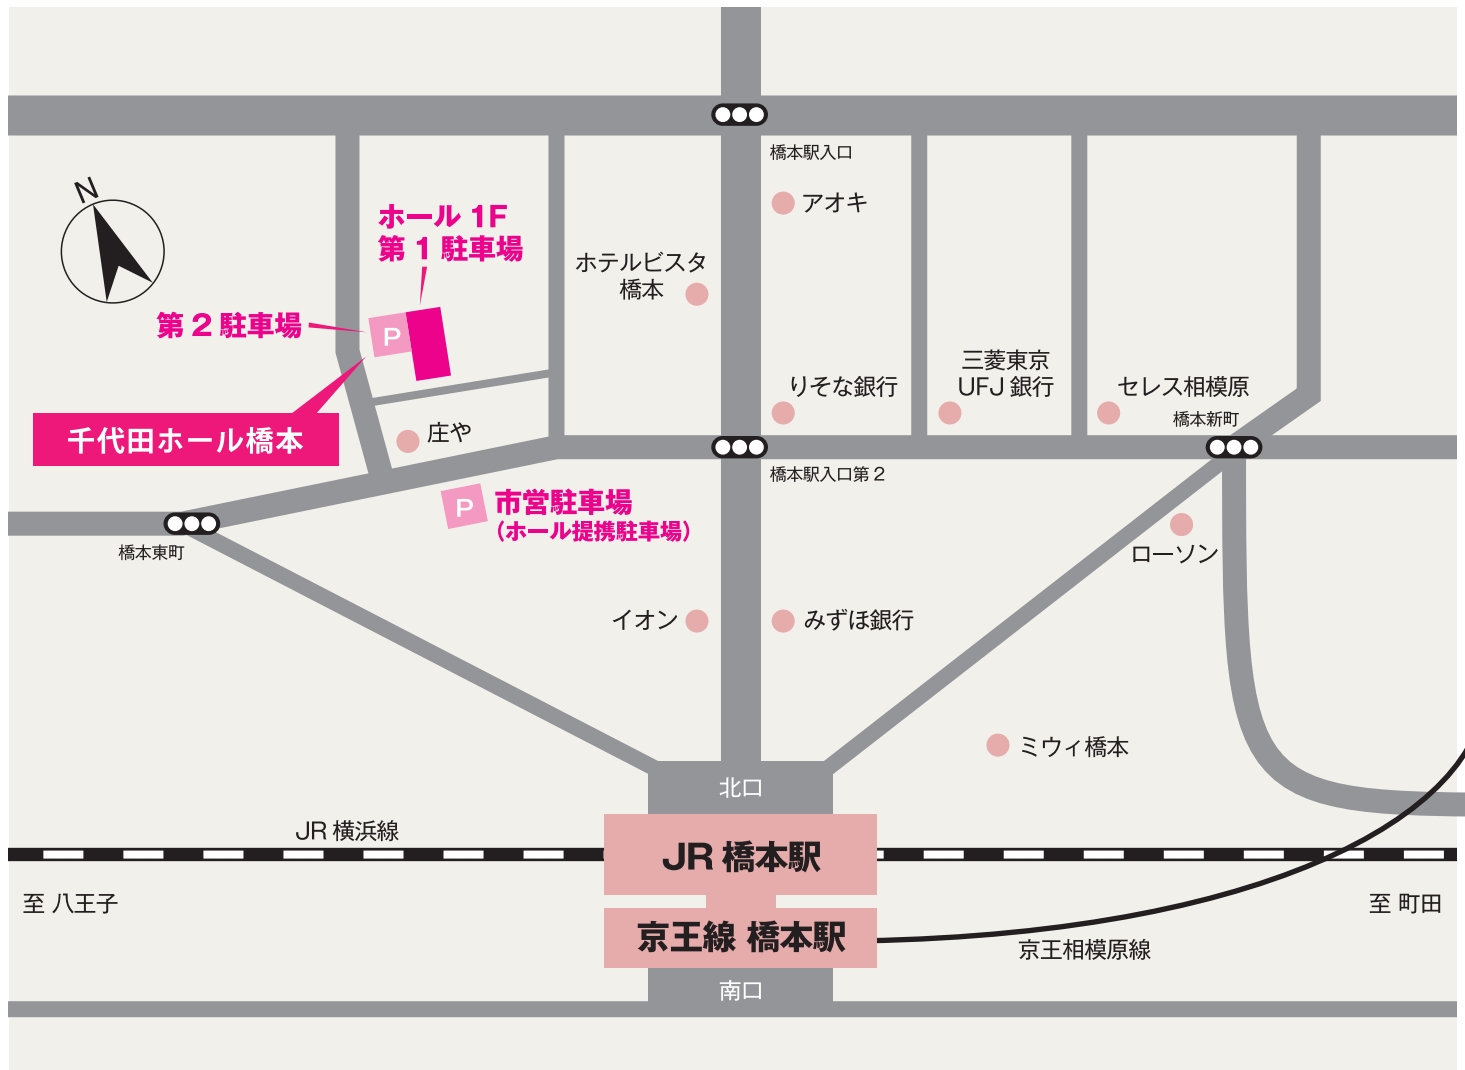 橋本駅入口
アオキ
N
ホール 1F
第 1 駐車場
ホテルビスタ
橋本
第 2 駐車場
P
三菱東京
UFJ 銀行
りそな銀行
セレス相模原
橋本新町
千代田ホール橋本
庄や
橋本駅入口第 2
P
市営駐車場
（ホール提携駐車場）
橋本東町
ローソン
イオン
みずほ銀行
ミウィ橋本
北口
JR 横浜線
JR 橋本駅
至 八王子
至 町田
京王線 橋本駅
京王相模原線
南口